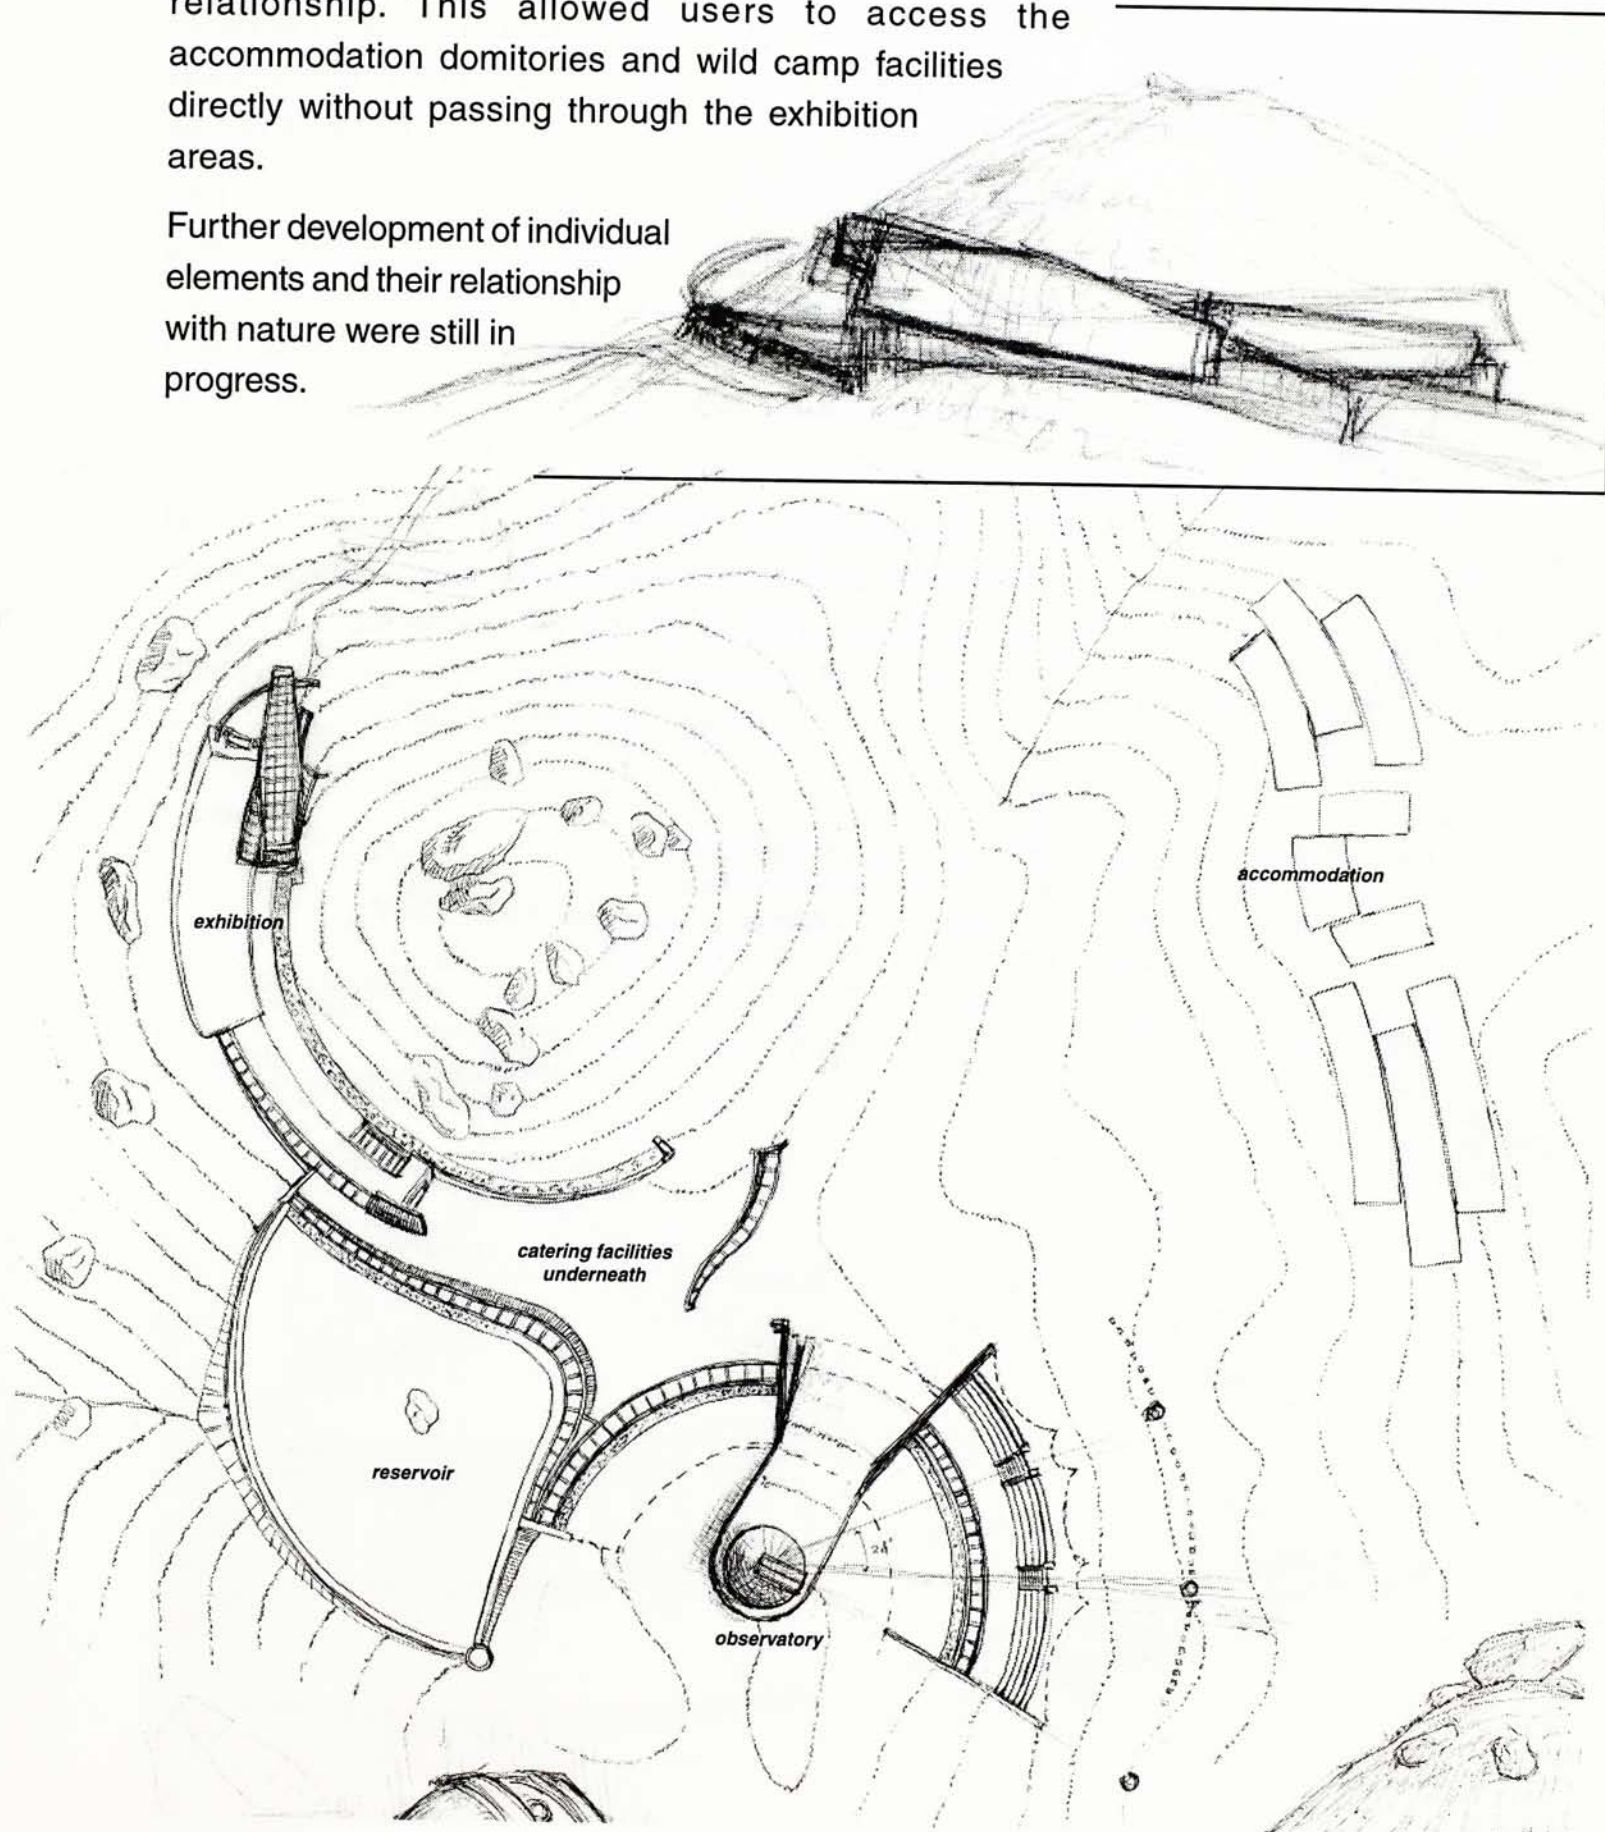 relationship. This allowed users to access the
accommodation domitories and wild camp facilities
directly without passing through the exhibition
areas.
Further development of individual
elements and their relationship
with nature were still in
progress.
exhibition
accommodation
catering facilities
underneath
reservoir
observatory